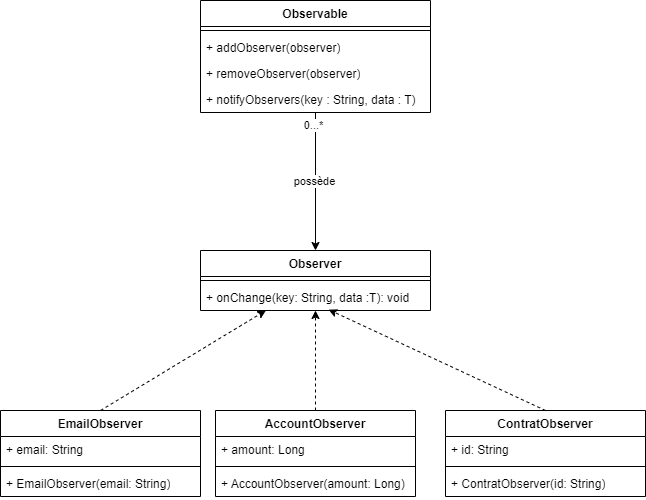 Observable
+ addObserver(observer)
+ removeObserver(observer)
+ notifyObservers(key : String, data : T)
0...*
possède
Observer
+ onChange(key: String, data :T): void
EmailObserver
+ email: String
+ EmailObserver(email: String)
AccountObserver
+ amount: Long
+ AccountObserver(amount: Long)
ContratObserver
+ id: String
+ ContratObserver(id: String)